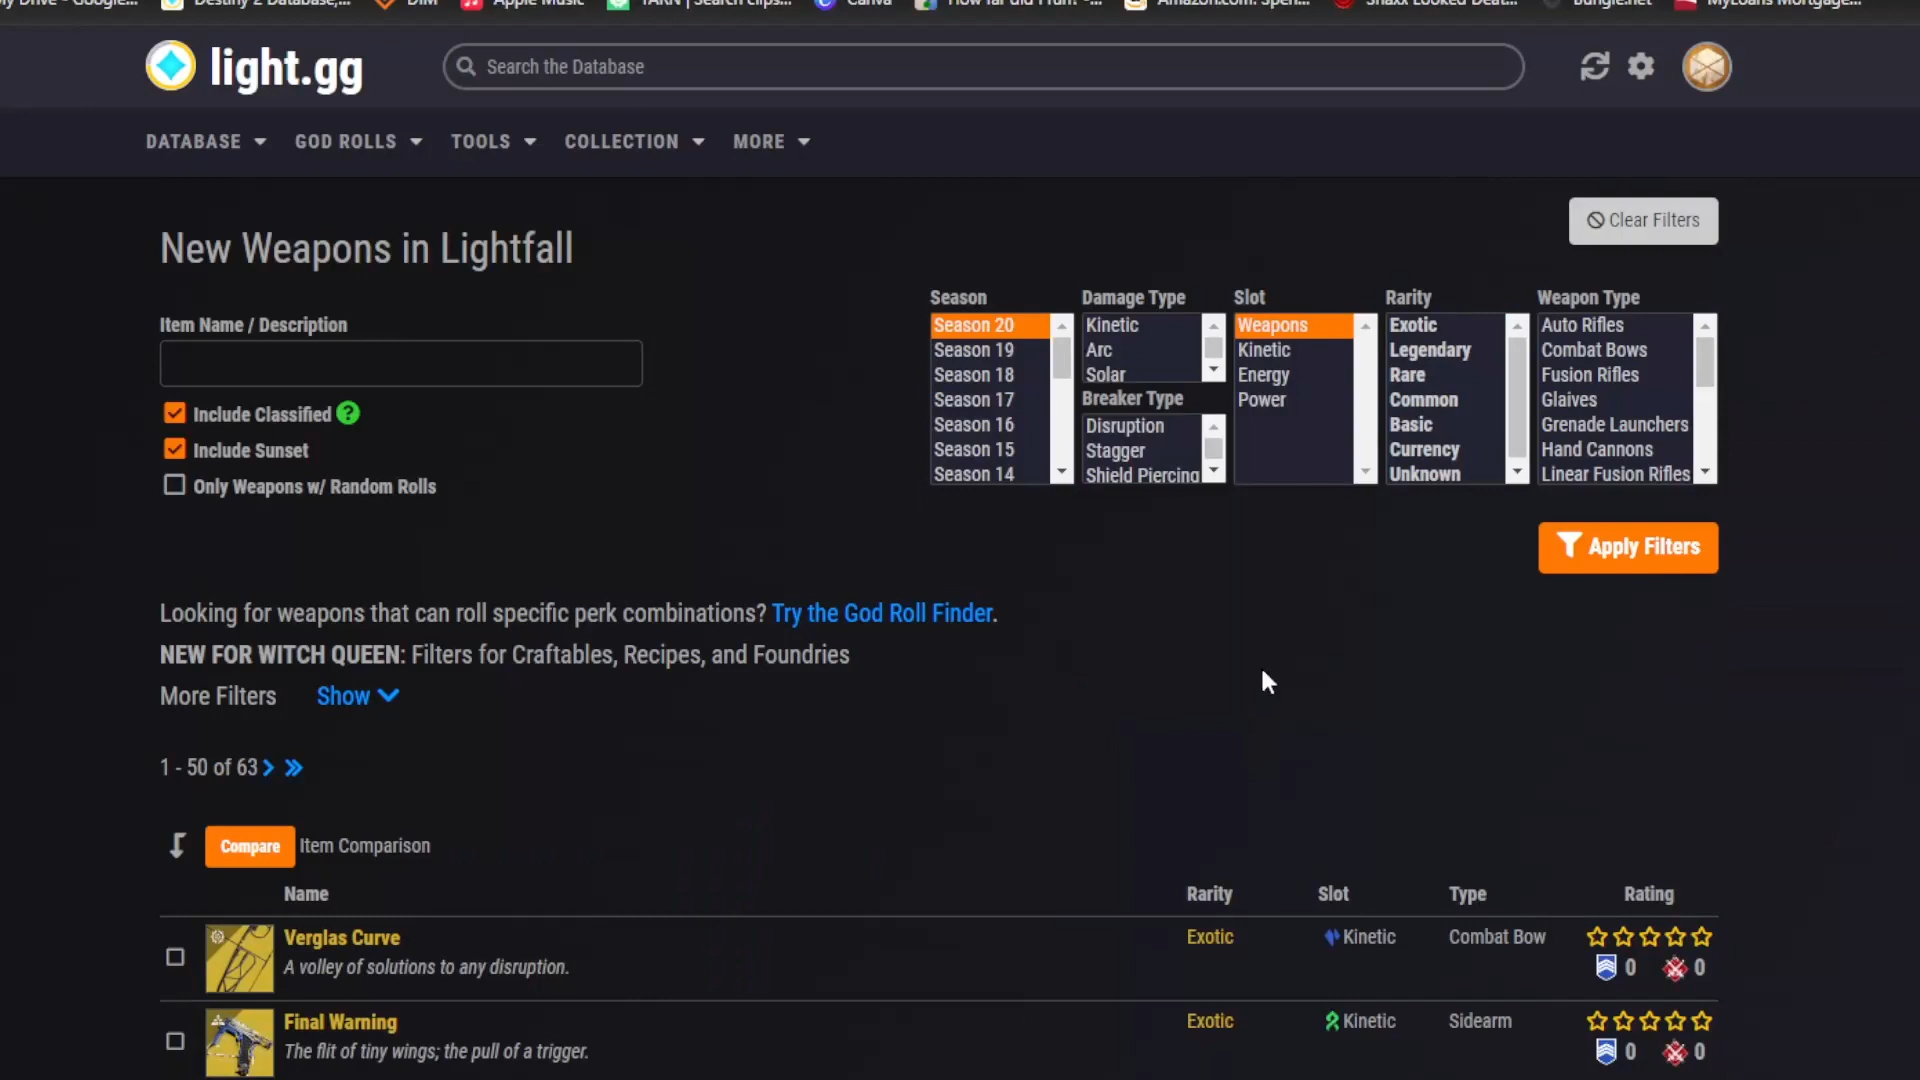 light.gg
Search the Database
DATABASE
GOD ROLLS
TOOLS
COLLECTION
MORE
Clear Filters
New Weapons in Lightfall
Item Name / Description
Include Classified ?
Include Sunset
Only Weapons w/ Random Rolls
Season
Season 20
Season 19
Season 18
Season 17
Season 16
Season 15
Season 14
Damage Type
Kinetic
Arc
Solar
Breaker Type
Disruption
Stagger
Shield Piercing
Slot
Weapons
Kinetic
Energy
Power
Rarity
Exotic
Legendary
Rare
Common
Basic
Currency
Unknown
Weapon Type
Auto Rifles
Combat Bows
Fusion Rifles
Glaives
Grenade Launchers
Hand Cannons
Linear Fusion Rifles
Apply Filters
Looking for weapons that can roll specific perk combinations? Try the God Roll Finder.
NEW FOR WITCH QUEEN: Filters for Craftables, Recipes, and Foundries
More Filters Show
1 - 50 of 63
Compare Item Comparison
Name Rarity Slot Type Rating
Verglas Curve Exotic Kinetic Combat Bow
A volley of solutions to any disruption. 0 0
Final Warning Exotic Kinetic Sidearm
The flit of tiny wings; the pull of a trigger. 0 0